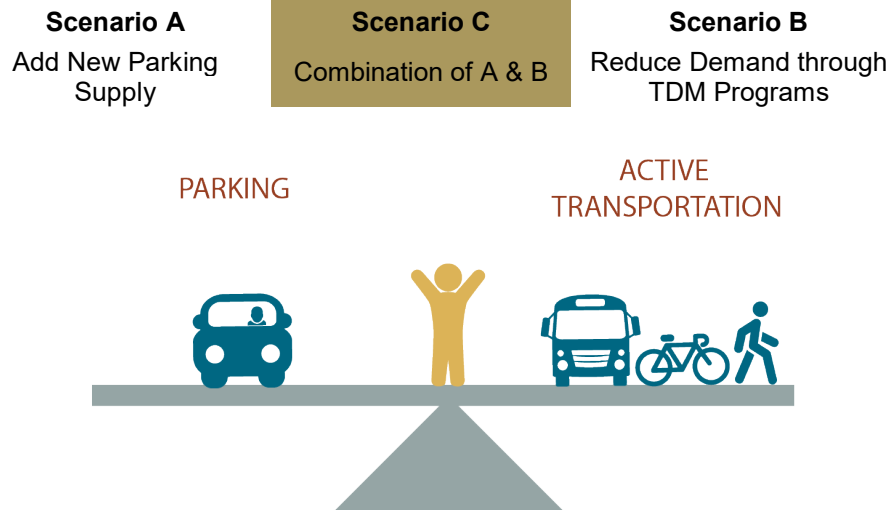 Scenario A
Add New Parking
Supply
Scenario C
Combination of A & B
Scenario B
Reduce Demand through
TDM Programs
PARKING
ACTIVE
TRANSPORTATION